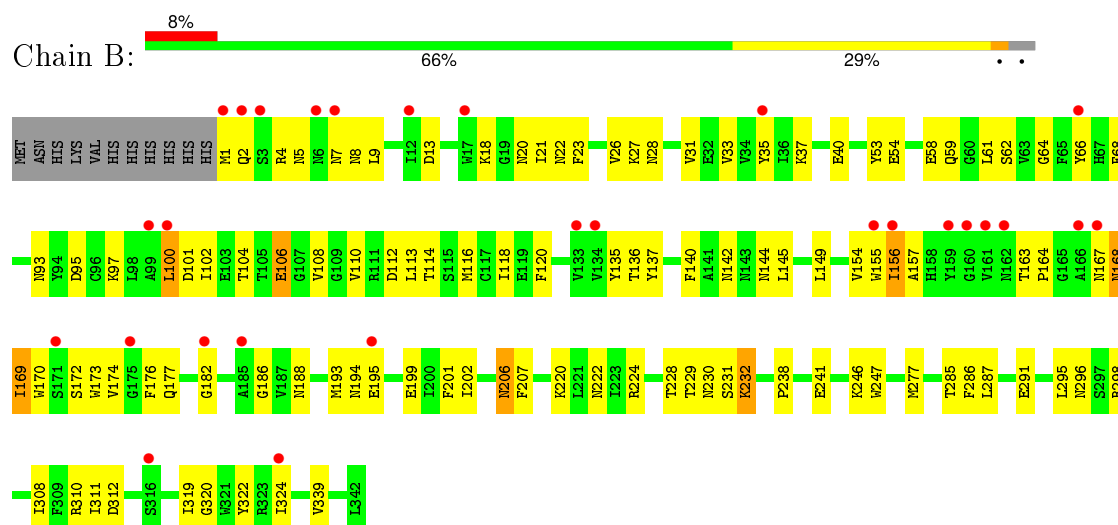 8%
Chain B:
66% 29% • •
MET ASN HIS LYS VAL HIS HIS HIS HIS HIS HIS M1 Q2 S3 R4 N5 N6 N7 N8 L9 I12 D13 W17 K18 G19 N20 I21 N22 F23 V26 K27 N28 V31 E32 V33 V34 Y35 I36 K37 E40 Y53 E54 E58 Q59 G60 L61 S62 V63 G64 F65 Y66 H67
N93 Y94 D95 C96 K97 L98 A99 L100 D101 I102 E103 T104 T105 E106 G107 V108 G109 V110 R111 D112 L113 T114 S115 M116 C117 I118 E119 F120 V133 V134 Y135 T136 Y137 F140 A141 N142 N143 N144 L145 L149 V154 W155 I156 A157 H158 Y159 G160 V161 N162 T163 P164 G165 A166 N167 N168
I169 W170 S171 S172 W173 V174 G175 F176 Q177 G182 A185 G186 V187 N188 M193 N194 E195 E199 I200 F201 I202 N206 F207 K220 L221 N222 I223 R224 T228 T229 N230 S231 K232 P238 E241 K246 W247 M277 T285 F286 L287 E291 L295 N296 S297
I308 F309 R310 I311 D312 S316 I319 G320 W321 Y322 R323 I324 V339 L342